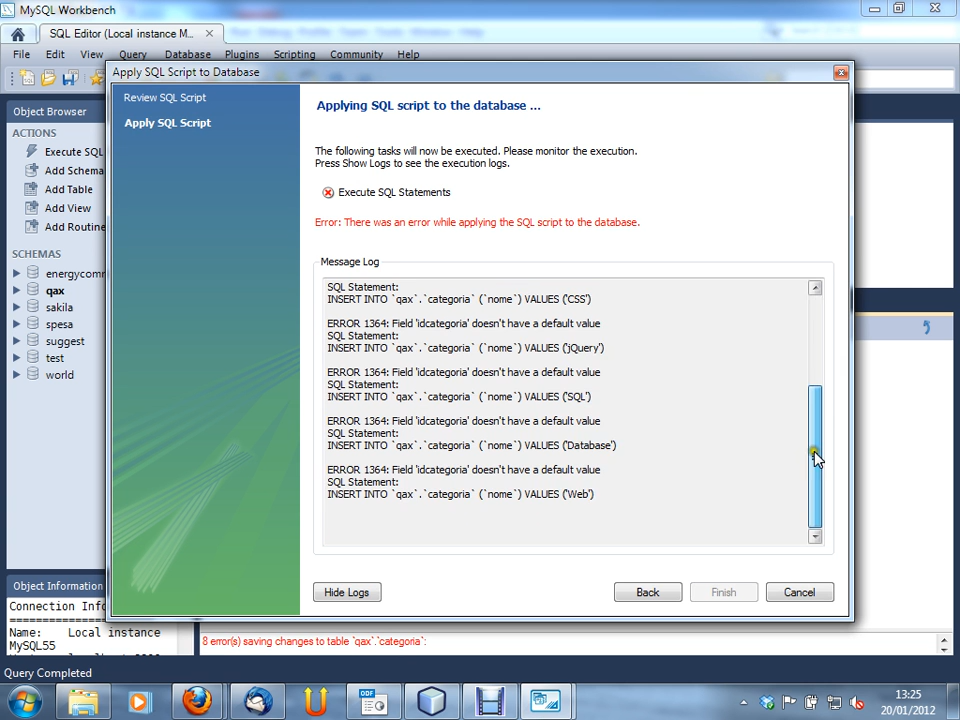 MySQL Workbench
SQL Editor (Local instance M...
File Edit View Query Database Plugins Scripting Community Help
Apply SQL Script to Database
Object Browser
ACTIONS
Execute SQL
Add Schema
Add Table
Add View
Add Routine
SCHEMAS
energycom
qax
sakila
spesa
suggest
test
world
Review SQL Script
Apply SQL Script
Applying SQL script to the database ...
The following tasks will now be executed. Please monitor the execution.
Press Show Logs to see the execution logs.
Execute SQL Statements
Error: There was an error while applying the SQL script to the database.
Message Log
SQL Statement:
INSERT INTO `qax`.`categoria` (`nome`) VALUES ('CSS')
ERROR 1364: Field 'idcategoria' doesn't have a default value
SQL Statement:
INSERT INTO `qax`.`categoria` (`nome`) VALUES ('jQuery')
ERROR 1364: Field 'idcategoria' doesn't have a default value
SQL Statement:
INSERT INTO `qax`.`categoria` (`nome`) VALUES ('SQL')
ERROR 1364: Field 'idcategoria' doesn't have a default value
SQL Statement:
INSERT INTO `qax`.`categoria` (`nome`) VALUES ('Database')
ERROR 1364: Field 'idcategoria' doesn't have a default value
SQL Statement:
INSERT INTO `qax`.`categoria` (`nome`) VALUES ('Web')
Hide Logs Back Finish Cancel
Object Information
Connection Info
Name: Local instance
MySQL55
8 error(s) saving changes to table `qax`.`categoria`:
Query Completed
ODF
13:25
20/01/2012